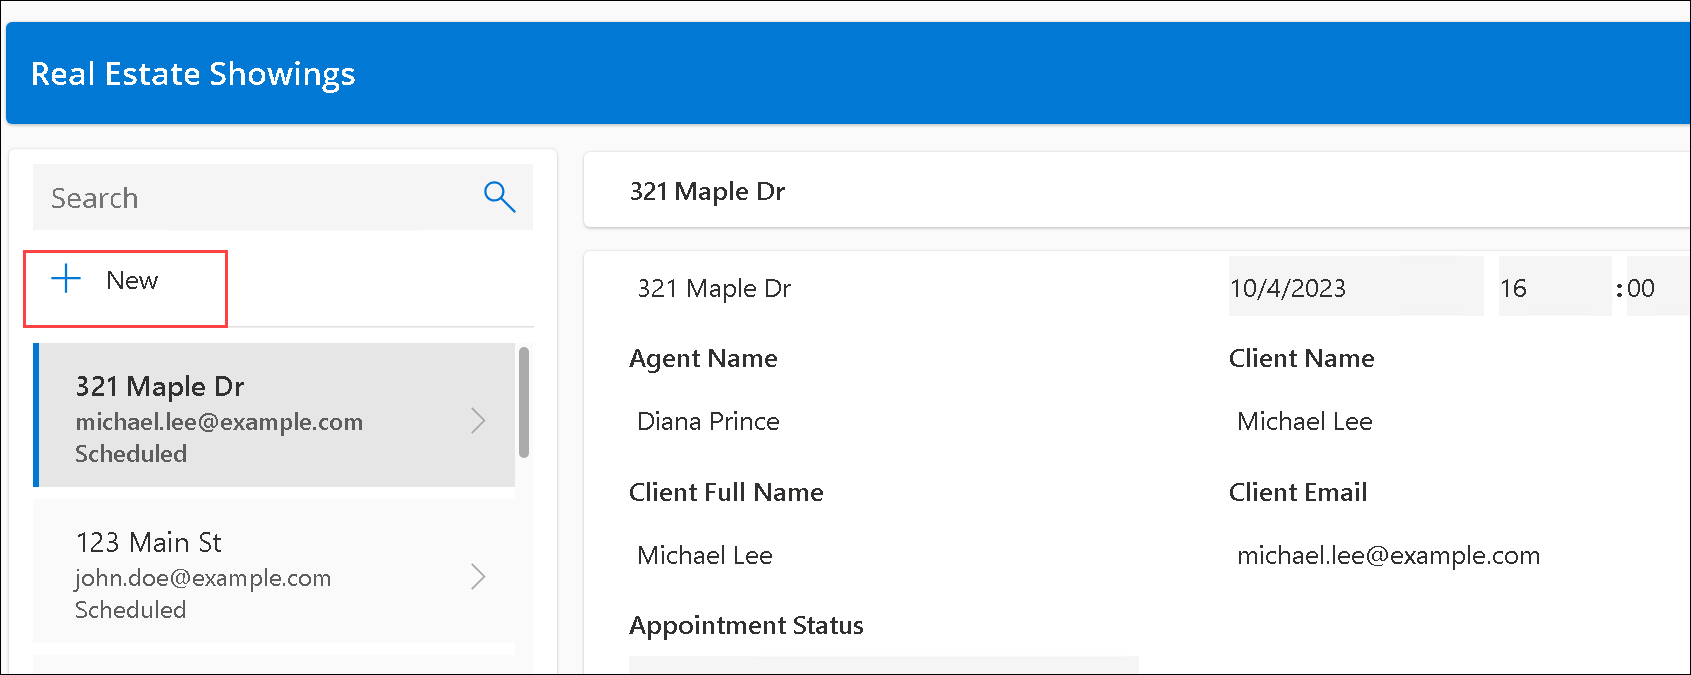 Real Estate Showings
Search
New
321 Maple Dr
michael.lee@example.com
Scheduled
123 Main St
john.doe@example.com
Scheduled
321 Maple Dr
321 Maple Dr 10/4/2023 16 :00
Agent Name Client Name
Diana Prince Michael Lee
Client Full Name Client Email
Michael Lee michael.lee@example.com
Appointment Status